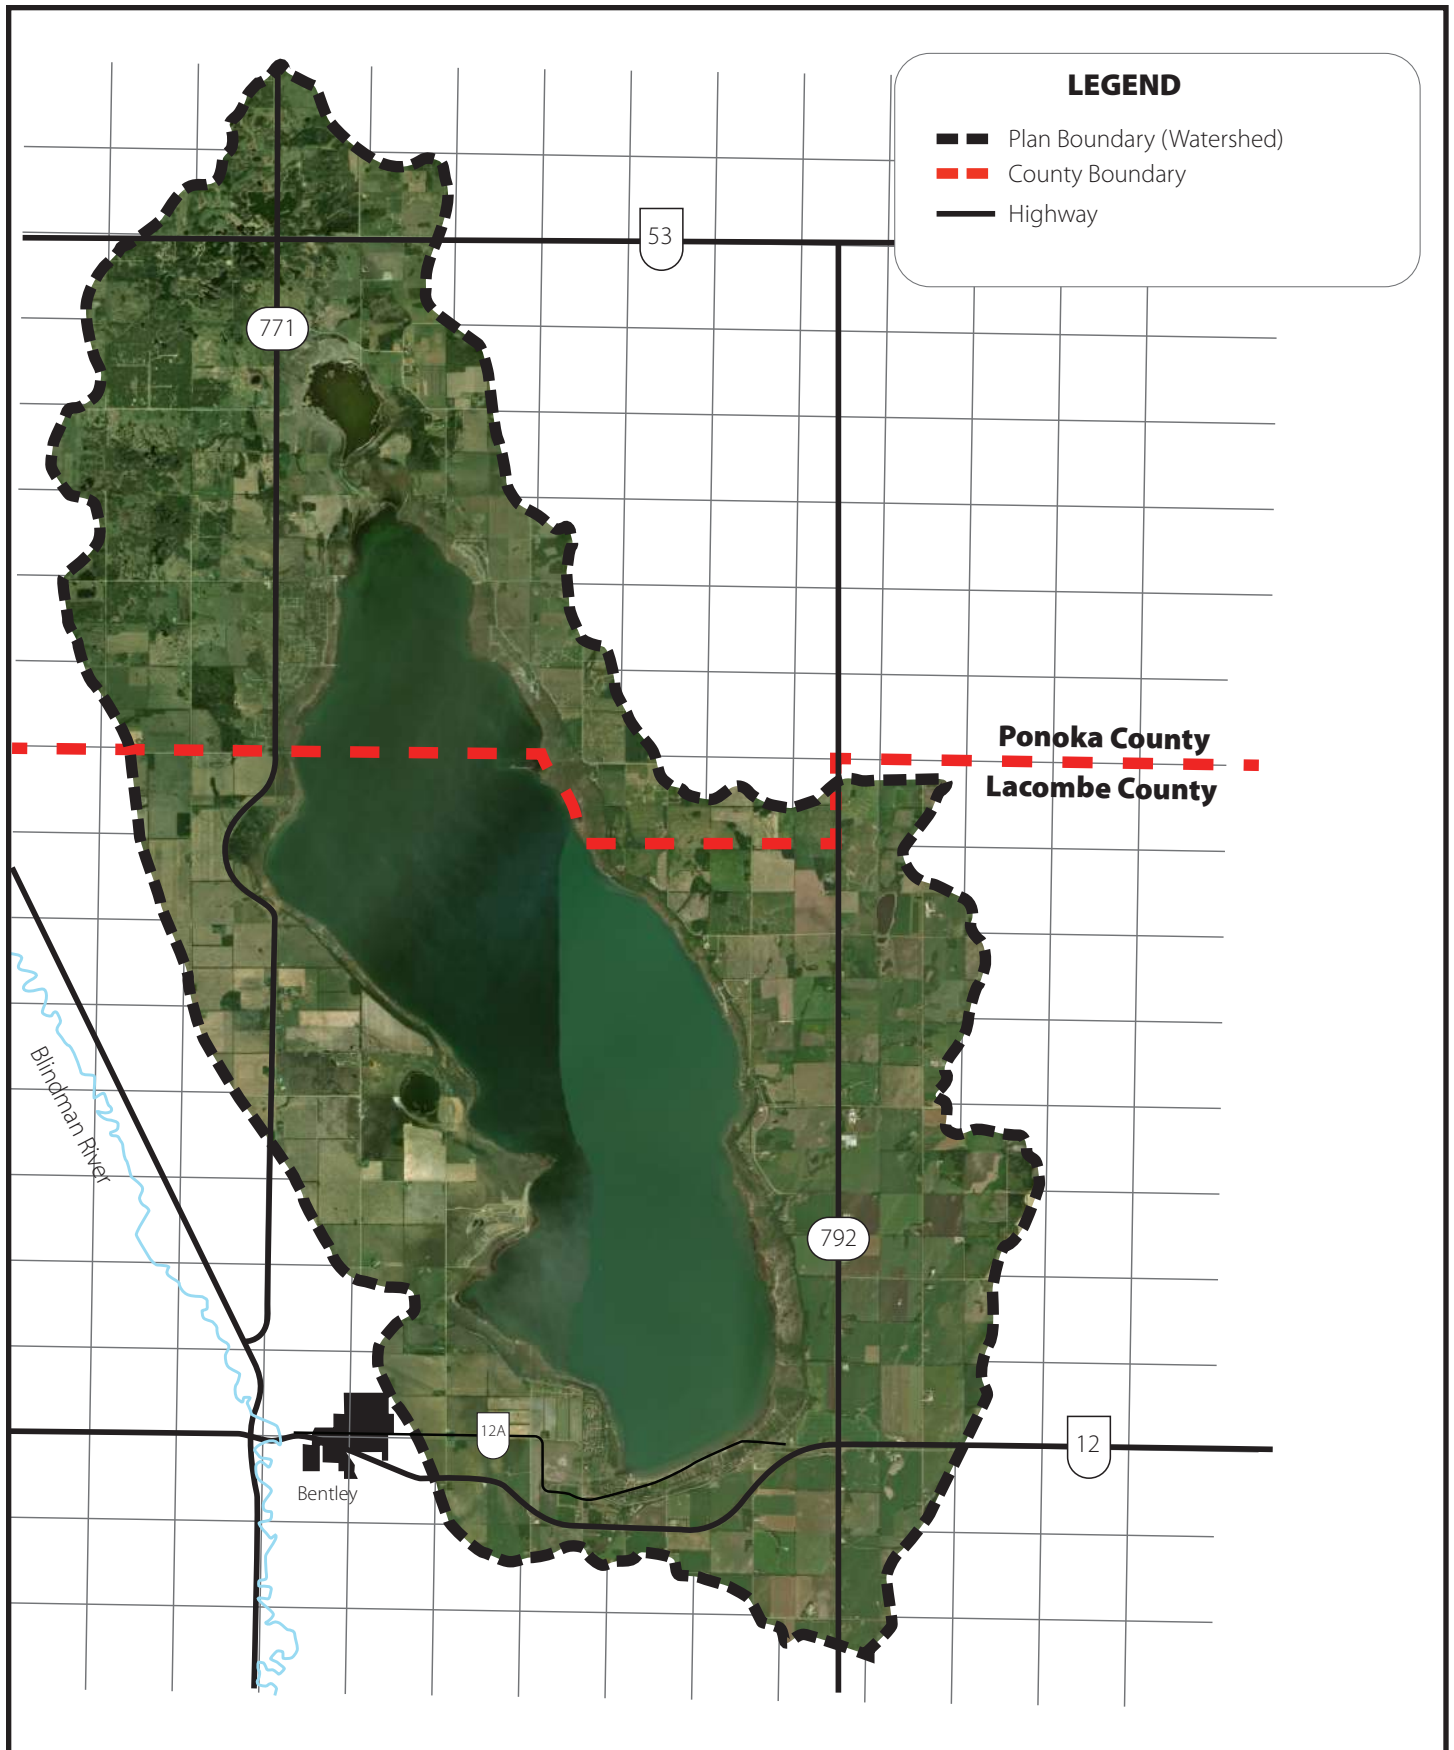 LEGEND
Plan Boundary (Watershed)
County Boundary
Highway
53
771
Ponoka County
Lacombe County
Blindman River
792
12A
12
Bentley